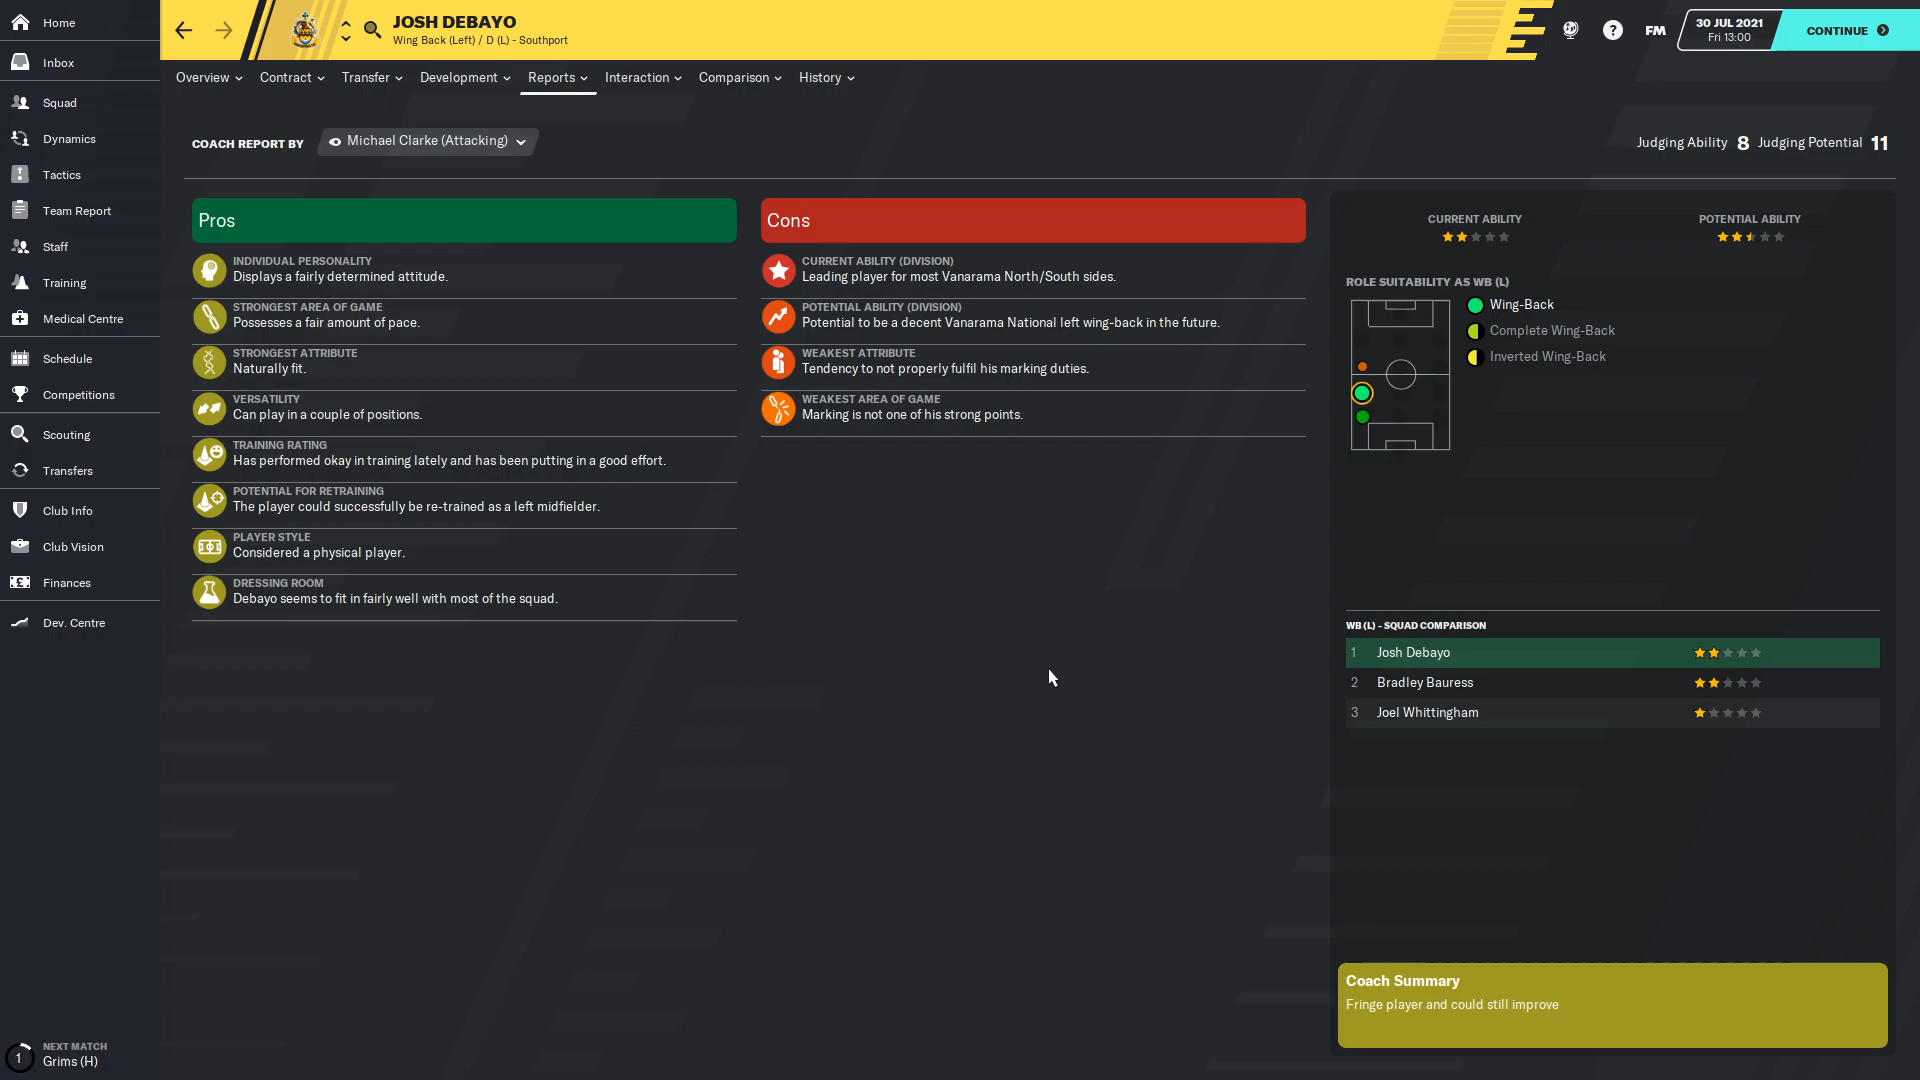 Home
Inbox
Squad
Dynamics
Tactics
Team Report
Staff
Training
Medical Centre
Schedule
Competitions
Scouting
Transfers
Club Info
Club Vision
Finances
Dev. Centre
1
NEXT MATCH
Grims (H)
JOSH DEBAYO
Wing Back (Left) / D (L) - Southport
?
FM
30 JUL 2021
Fri 13:00
CONTINUE
Overview
Contract
Transfer
Development
Reports
Interaction
Comparison
History
COACH REPORT BY
Michael Clarke (Attacking)
Judging Ability 8 Judging Potential 11
Pros
INDIVIDUAL PERSONALITY
Displays a fairly determined attitude.
STRONGEST AREA OF GAME
Possesses a fair amount of pace.
STRONGEST ATTRIBUTE
Naturally fit.
VERSATILITY
Can play in a couple of positions.
TRAINING RATING
Has performed okay in training lately and has been putting in a good effort.
POTENTIAL FOR RETRAINING
The player could successfully be re-trained as a left midfielder.
PLAYER STYLE
Considered a physical player.
DRESSING ROOM
Debayo seems to fit in fairly well with most of the squad.
Cons
CURRENT ABILITY (DIVISION)
Leading player for most Vanarama North/South sides.
POTENTIAL ABILITY (DIVISION)
Potential to be a decent Vanarama National left wing-back in the future.
WEAKEST ATTRIBUTE
Tendency to not properly fulfil his marking duties.
WEAKEST AREA OF GAME
Marking is not one of his strong points.
CURRENT ABILITY
POTENTIAL ABILITY
ROLE SUITABILITY AS WB (L)
Wing-Back
Complete Wing-Back
Inverted Wing-Back
WB (L) - SQUAD COMPARISON
1 Josh Debayo
2 Bradley Bauress
3 Joel Whittingham
Coach Summary
Fringe player and could still improve